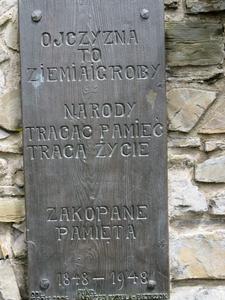 OJCZYZNA
TO
ZIEMIA I GROBY
NARODY
TRACĄC PAMIĘĆ
TRACĄ ŻYCIE
ZAKOPANE
PAMIĘTA
1848-1948